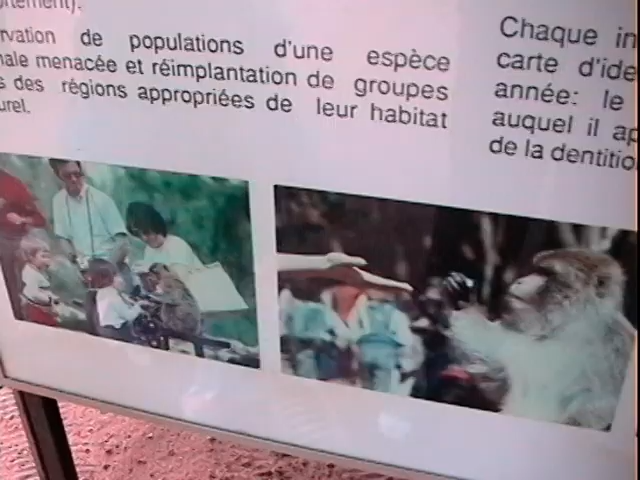 rvation de populations d'une espèce
nale menacée et réimplantation de groupes
s des régions appropriées de leur habitat
urel.
Chaque in
carte d'ide
année: le
auquel il ap
de la dentitio